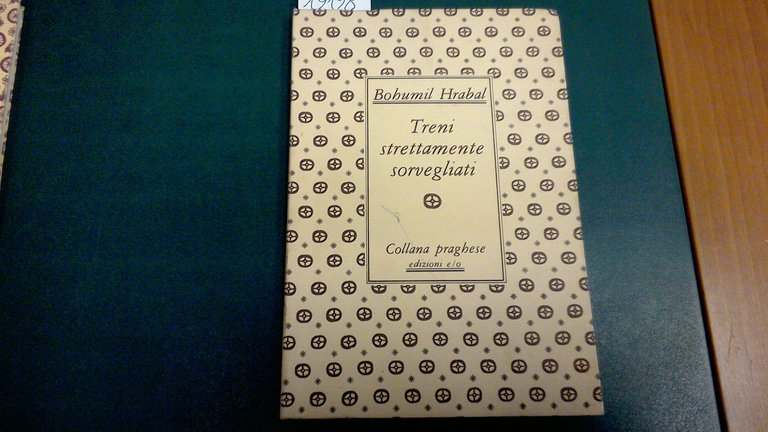 Bohumil Hrabal
Treni
strettamente
sorvegliati
Collana praghese
edizioni e/o